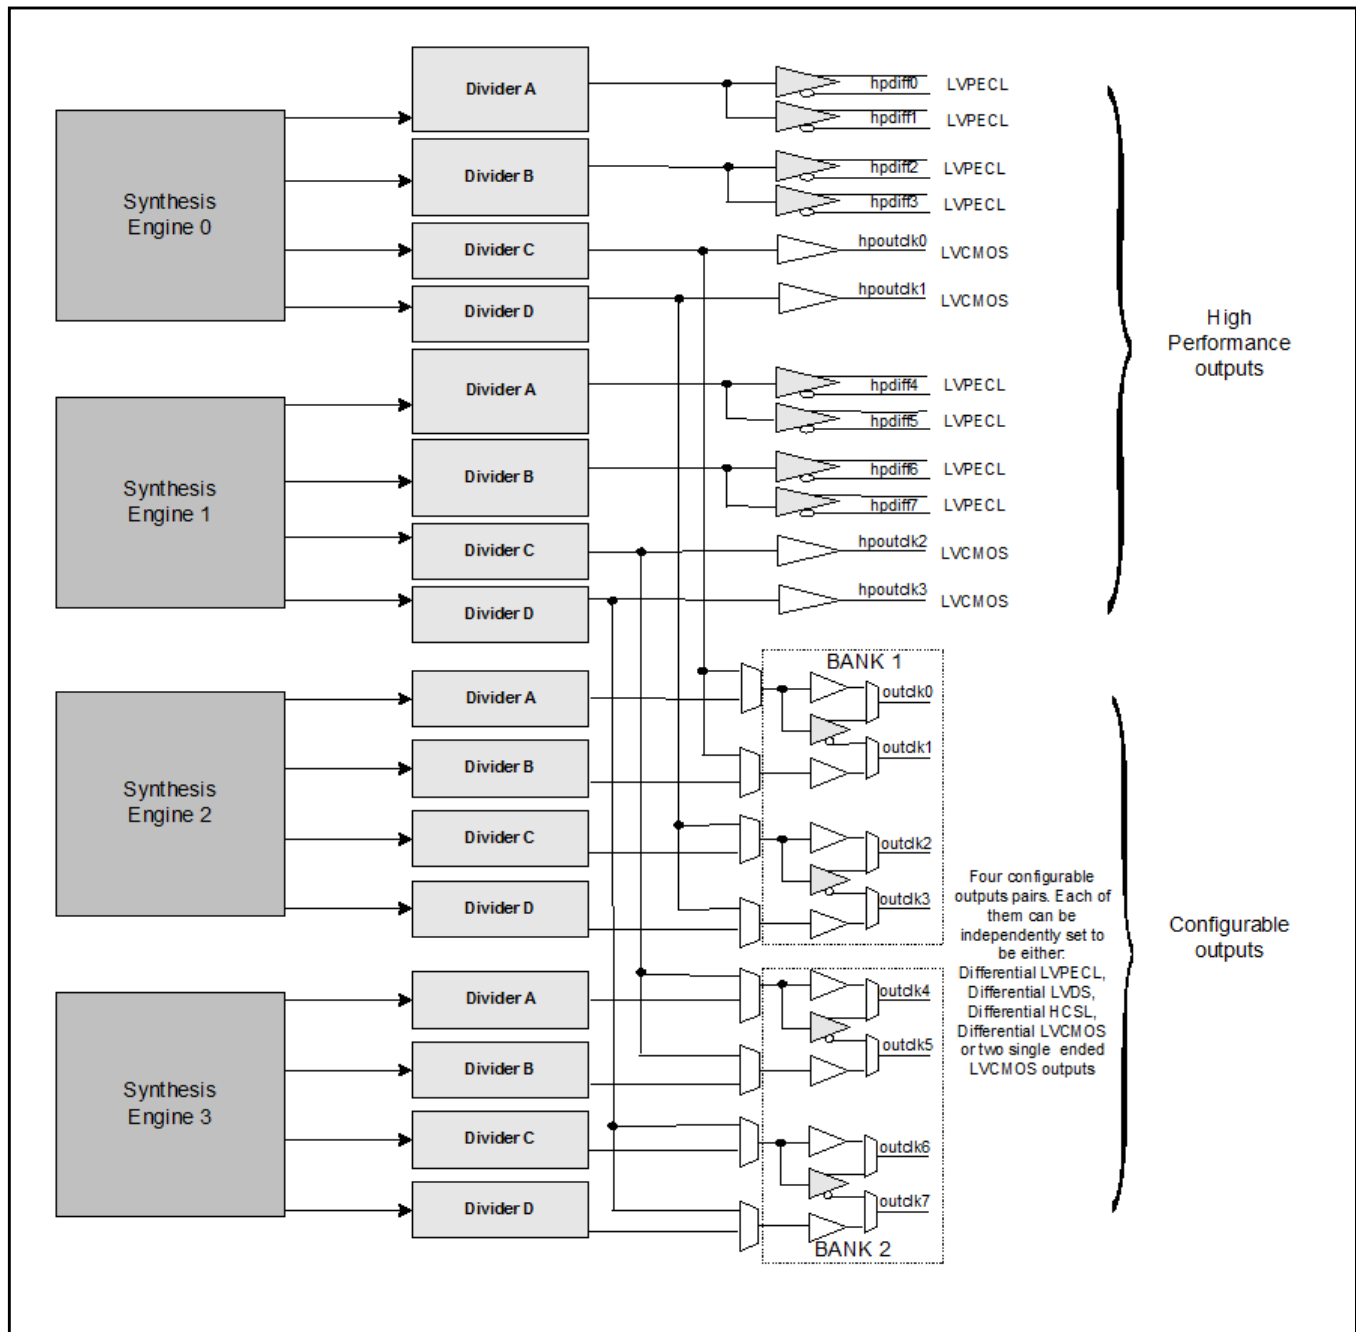 Synthesis
Engine 0
Divider A
Divider B
Divider C
Divider D
hpdiff0
LVPECL
hpdiff1
LVPECL
hpdiff2
LVPECL
hpdiff3
LVPECL
hpoutclk0
LVCMOS
hpoutclk1
LVCMOS
High
Performance
outputs
Synthesis
Engine 1
Divider A
Divider B
Divider C
Divider D
hpdiff4
LVPECL
hpdiff5
LVPECL
hpdiff6
LVPECL
hpdiff7
LVPECL
hpoutclk2
LVCMOS
hpoutclk3
LVCMOS
Synthesis
Engine 2
Divider A
Divider B
Divider C
Divider D
BANK 1
outclk0
outclk1
outclk2
outclk3
Four configurable
outputs pairs. Each of
them can be
independently set to
be either:
Differential LVPECL,
Differential LVDS,
Differential HCSL,
Differential LVCMOS
or two single ended
LVCMOS outputs
Configurable
outputs
Synthesis
Engine 3
Divider A
Divider B
Divider C
Divider D
outclk4
outclk5
outclk6
outclk7
BANK 2